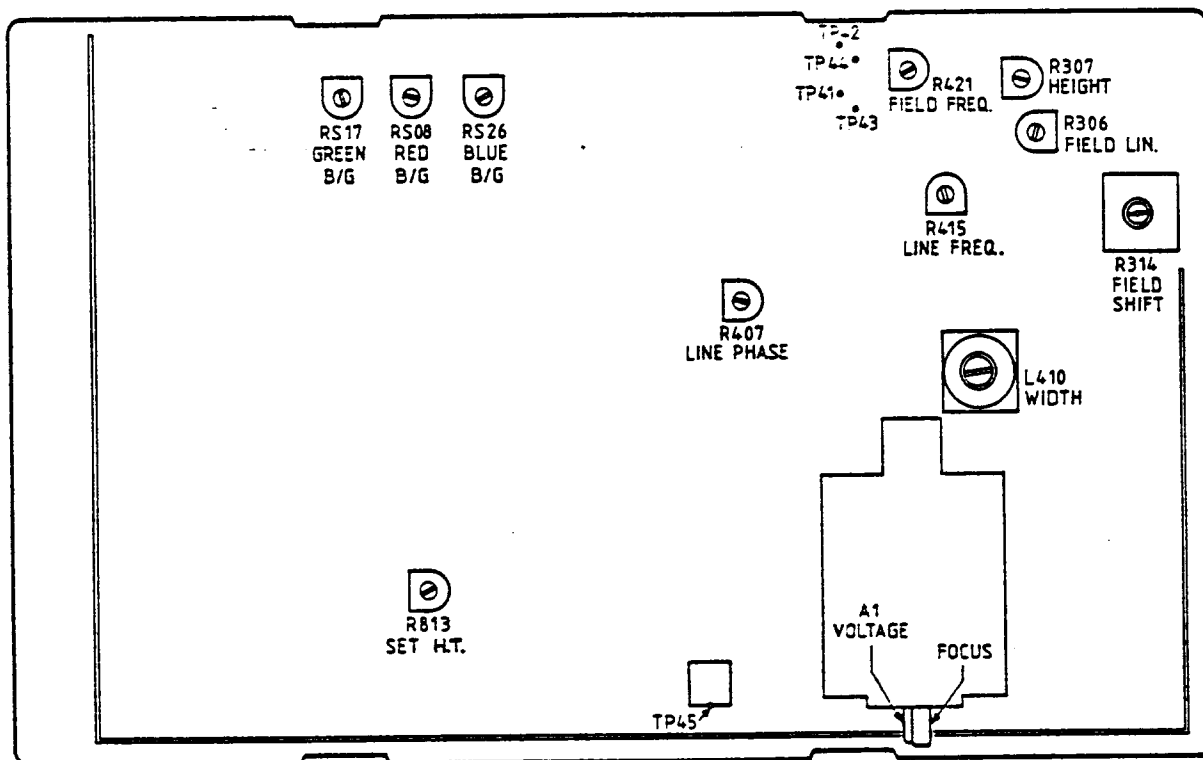 TP42
TP44
TP41
TP43
R421
FIELD FREQ.
R307
HEIGHT
R306
FIELD LIN.
RS17
GREEN
B/G
RS08
RED
B/G
RS26
BLUE
B/G
R415
LINE FREQ.
R314
FIELD
SHIFT
R407
LINE PHASE
L410
WIDTH
R813
SET H.T.
A1
VOLTAGE
FOCUS
TP45